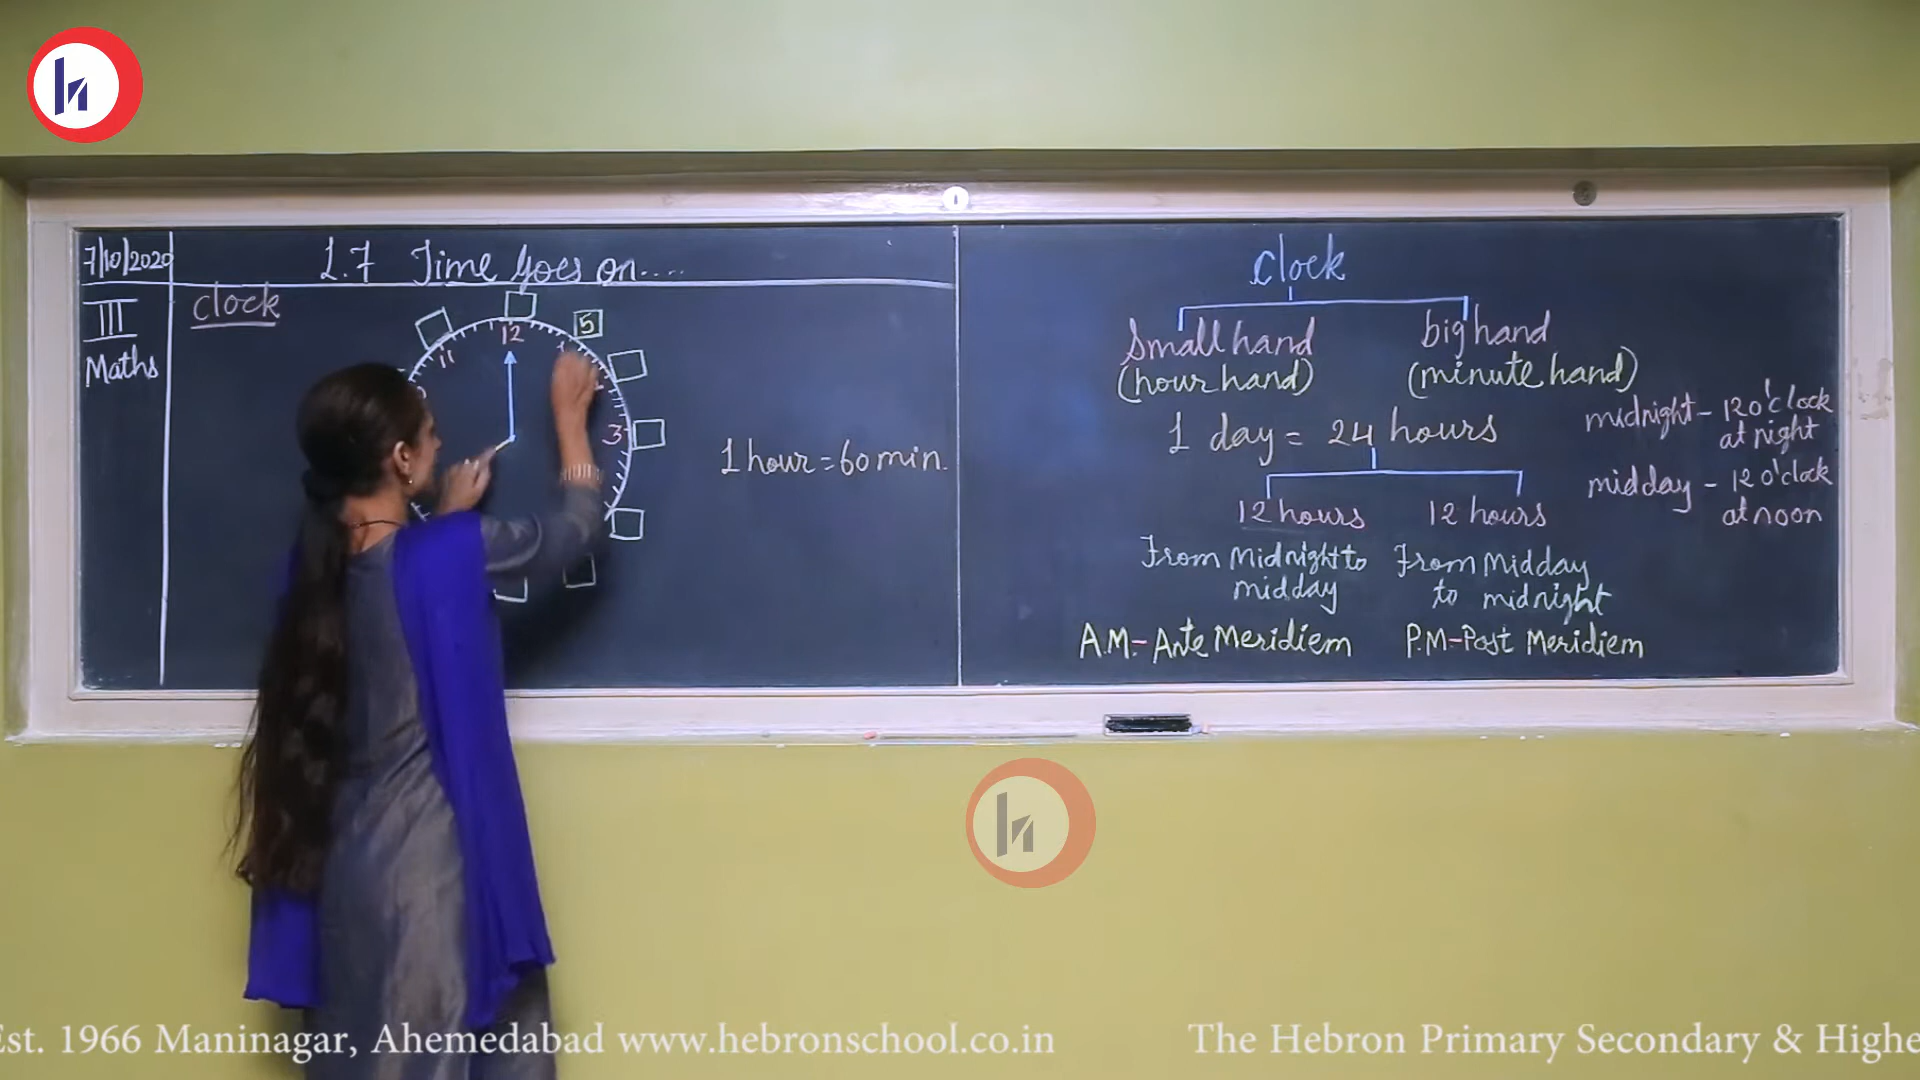 7/10/2020
L.7 Time Goes on....
III
Maths
clock
12
11
5
3
1 hour = 60 min.
clock
Small hand
(hour hand)
big hand
(minute hand)
1 day = 24 hours
midnight - 12 o'clock
at night
midday - 12 o'clock
at noon
12 hours
From Midnight to
midday
12 hours
From Midday
to midnight
A.M - Ante Meridiem
P.M - Post Meridiem
Est. 1966 Maninagar, Ahemedabad www.hebronschool.co.in
The Hebron Primary Secondary & Highe